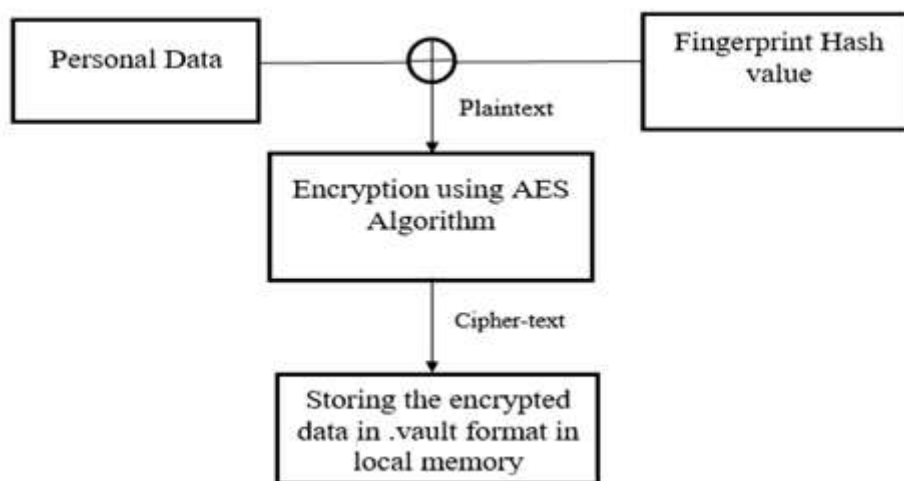 Personal Data
Fingerprint Hash
value
Plaintext
Encryption using AES
Algorithm
Cipher-text
Storing the encrypted
data in .vault format in
local memory